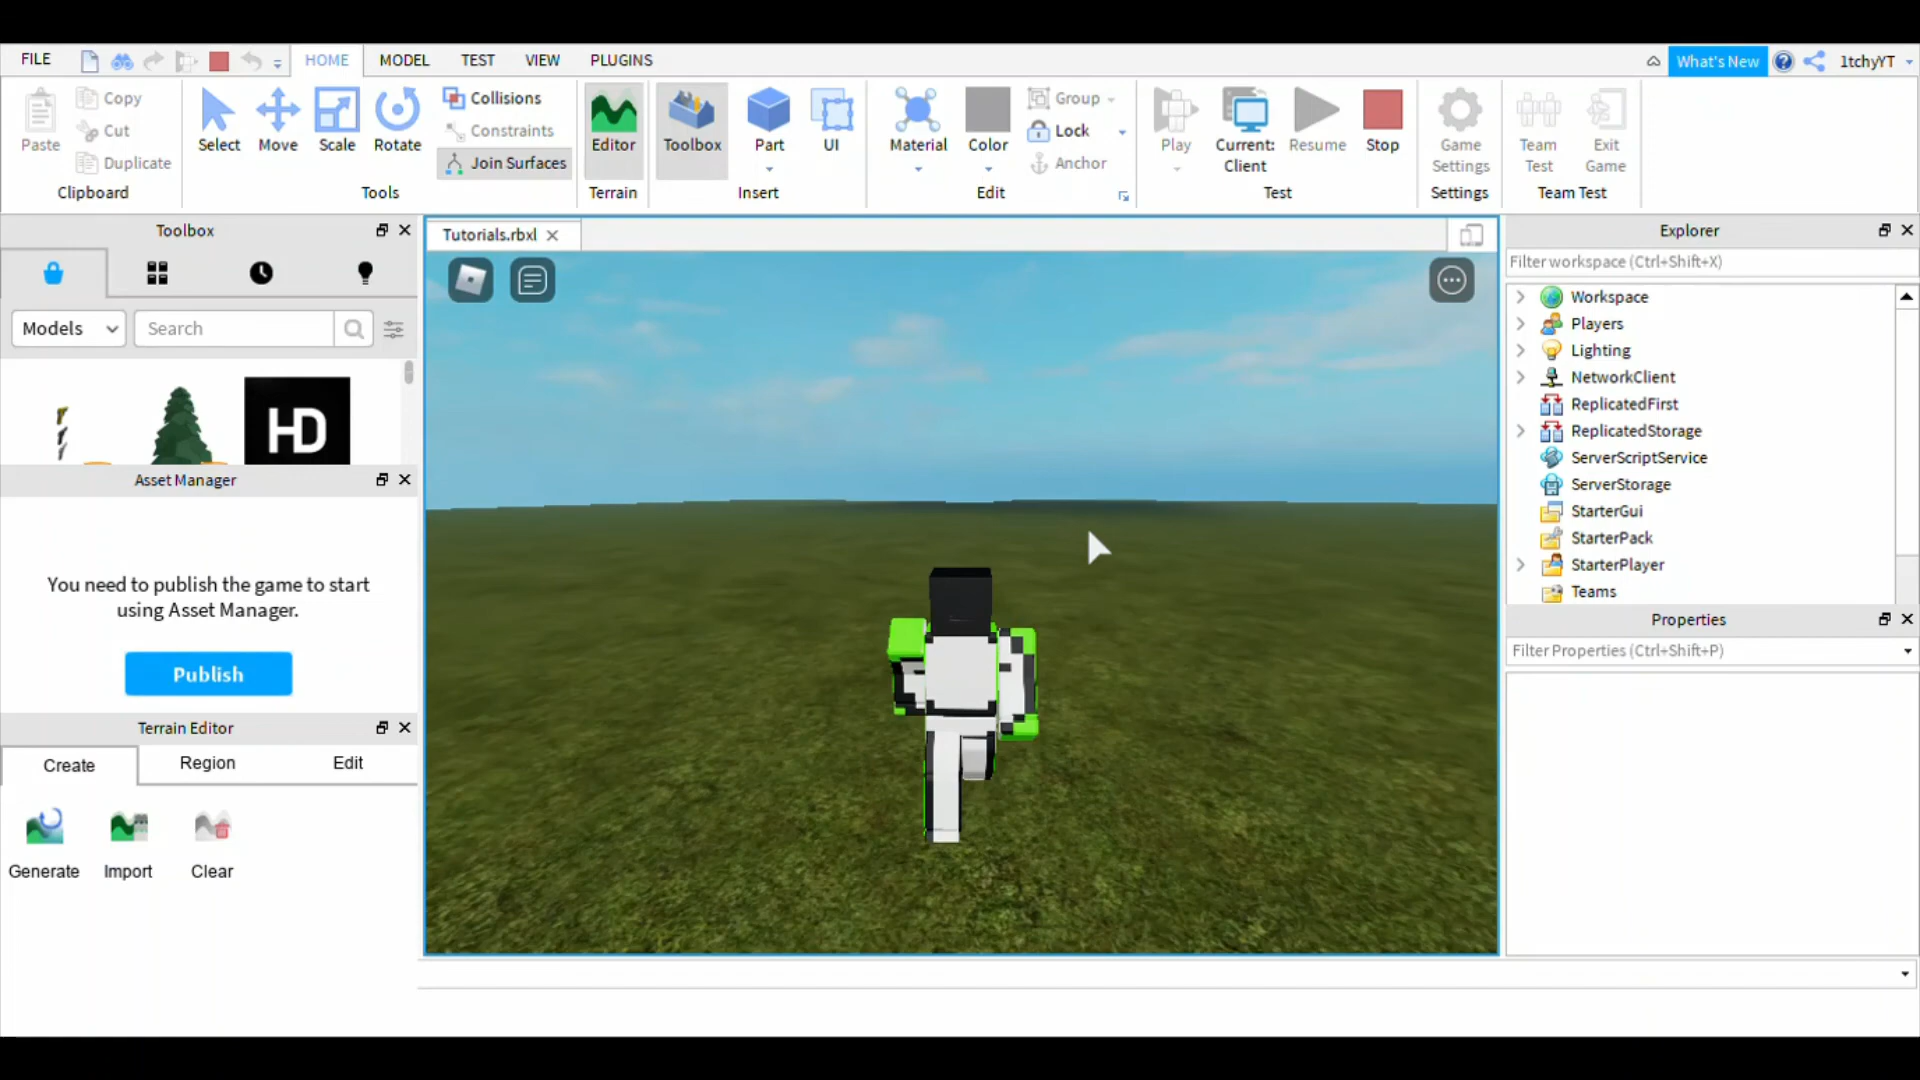 FILE
HOME
MODEL
TEST
VIEW
PLUGINS
What's New
1tchyYT
Paste
Copy
Cut
Duplicate
Clipboard
Select
Move
Scale
Rotate
Collisions
Constraints
Join Surfaces
Tools
Editor
Terrain
Toolbox
Part
UI
Insert
Material
Color
Group
Lock
Anchor
Edit
Play
Current:
Client
Resume
Stop
Test
Game
Settings
Settings
Team
Test
Exit
Game
Team Test
Toolbox
Models
Search
HD
Asset Manager
You need to publish the game to start
using Asset Manager.
Publish
Terrain Editor
Create
Region
Edit
Generate
Import
Clear
Tutorials.rbxl
Explorer
Filter workspace (Ctrl+Shift+X)
Workspace
Players
Lighting
NetworkClient
ReplicatedFirst
ReplicatedStorage
ServerScriptService
ServerStorage
StarterGui
StarterPack
StarterPlayer
Teams
Properties
Filter Properties (Ctrl+Shift+P)